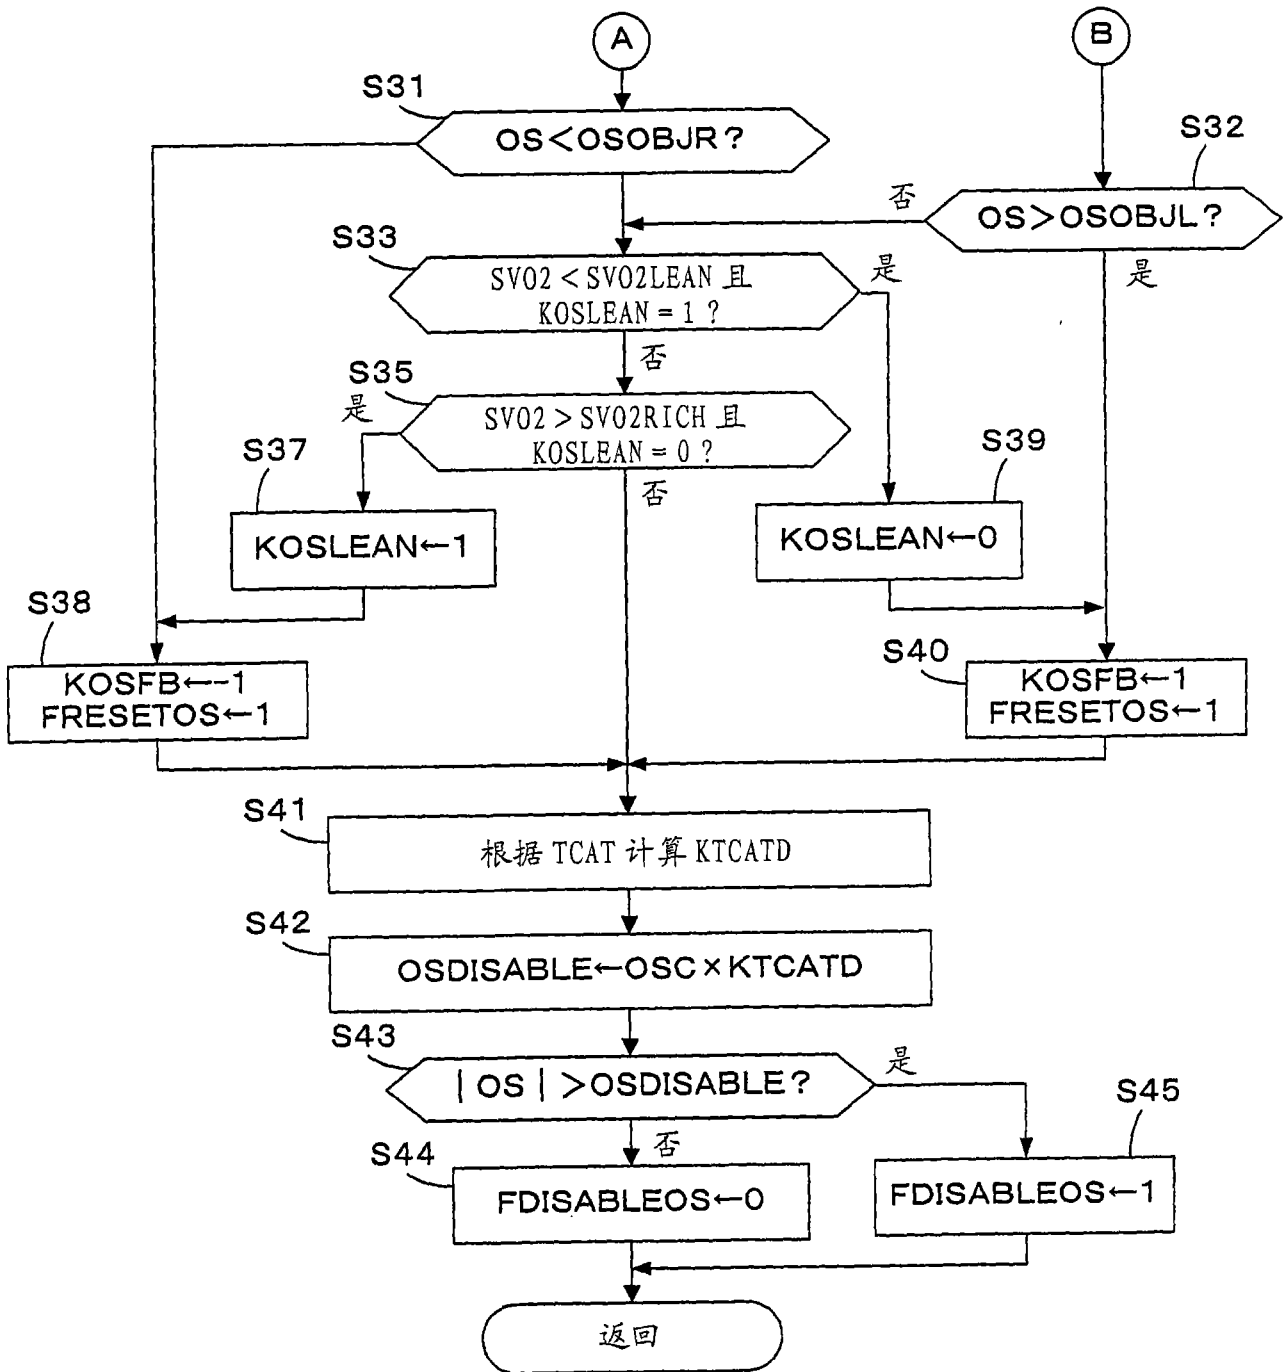 A
B
S31
OS<OSOBJR?
S32
OS>OSOBJL?
否
是
S33
SVO2<SVO2LEAN 且
KOSLEAN=1?
是
否
S35
SVO2>SVO2RICH 且
KOSLEAN=0?
是
否
S37
KOSLEAN←1
S39
KOSLEAN←0
S38
KOSFB←-1
FRESETOS←1
S40
KOSFB←1
FRESETOS←1
S41
根据 TCAT 计算 KTCATD
S42
OSDISABLE←OSC×KTCATD
S43
|OS|>OSDISABLE?
是
否
S44
FDISABLEOS←0
S45
FDISABLEOS←1
返回